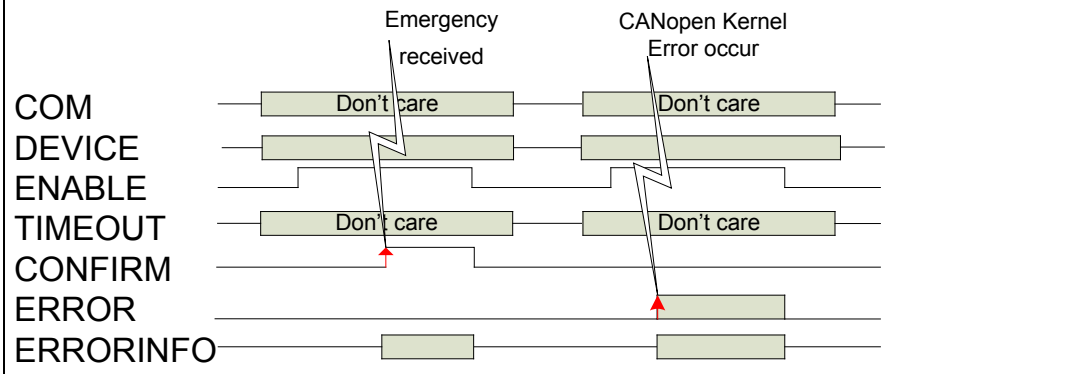 Emergency
received
CANopen Kernel
Error occur
COM
Don't care
Don't care
DEVICE
ENABLE
TIMEOUT
Don't care
Don't care
CONFIRM
ERROR
ERRORINFO